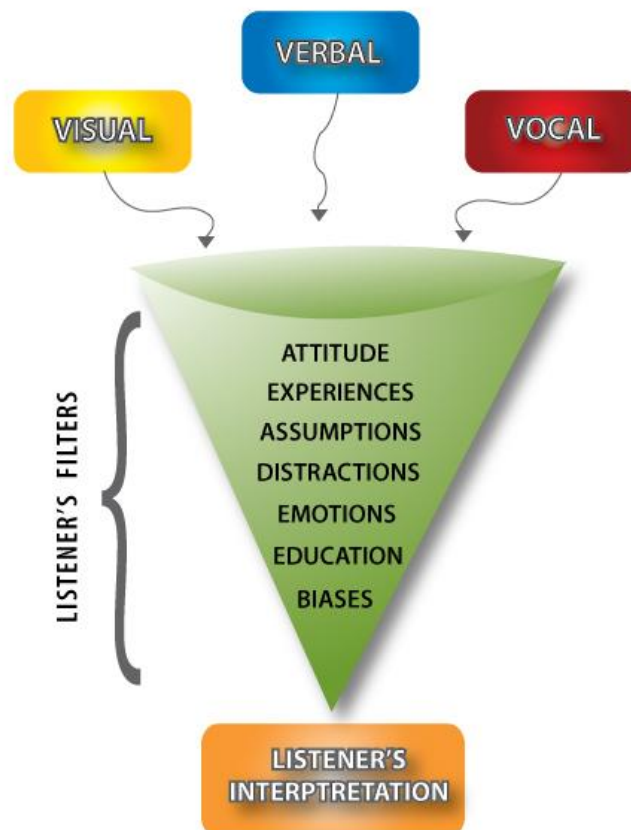 VERBAL
VISUAL
VOCAL
LISTENER'S FILTERS
ATTITUDE
EXPERIENCES
ASSUMPTIONS
DISTRACTIONS
EMOTIONS
EDUCATION
BIASES
LISTENER'S
INTERPTRETATION